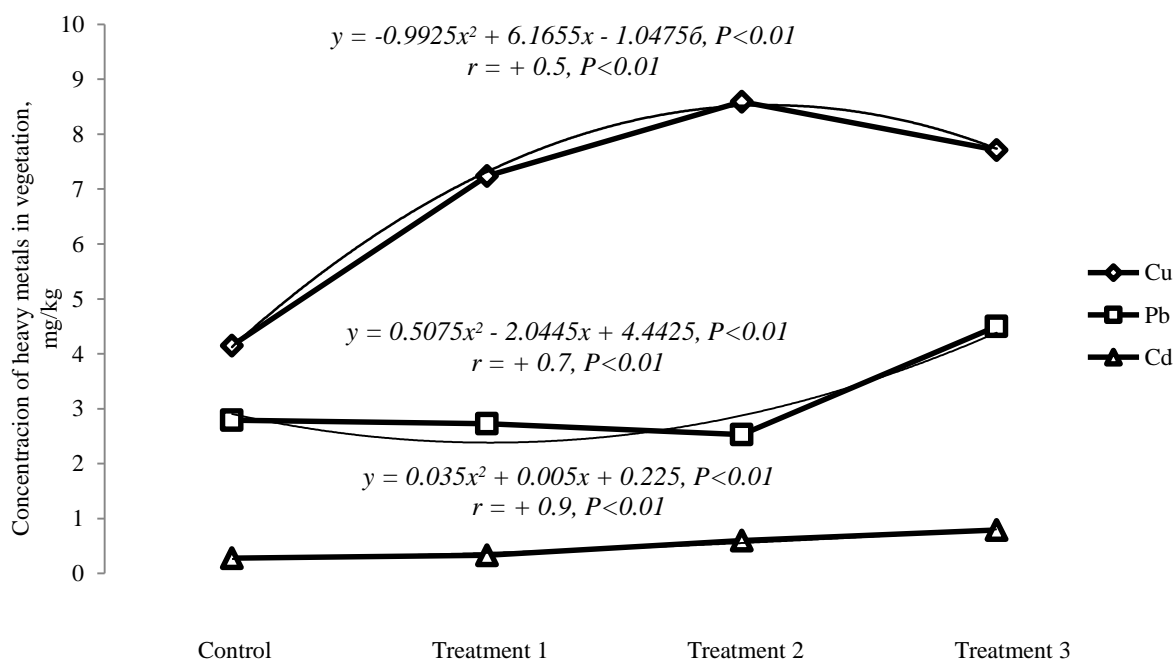 10
9
8
7
6
5
4
3
2
1
0
Concentracion of heavy metals in vegetation,
mg/kg
y = -0.9925x² + 6.1655x - 1.04756, P<0.01
r = + 0.5, P<0.01
y = 0.5075x² - 2.0445x + 4.4425, P<0.01
r = + 0.7, P<0.01
y = 0.035x² + 0.005x + 0.225, P<0.01
r = + 0.9, P<0.01
Cu
Pb
Cd
Control Treatment 1 Treatment 2 Treatment 3